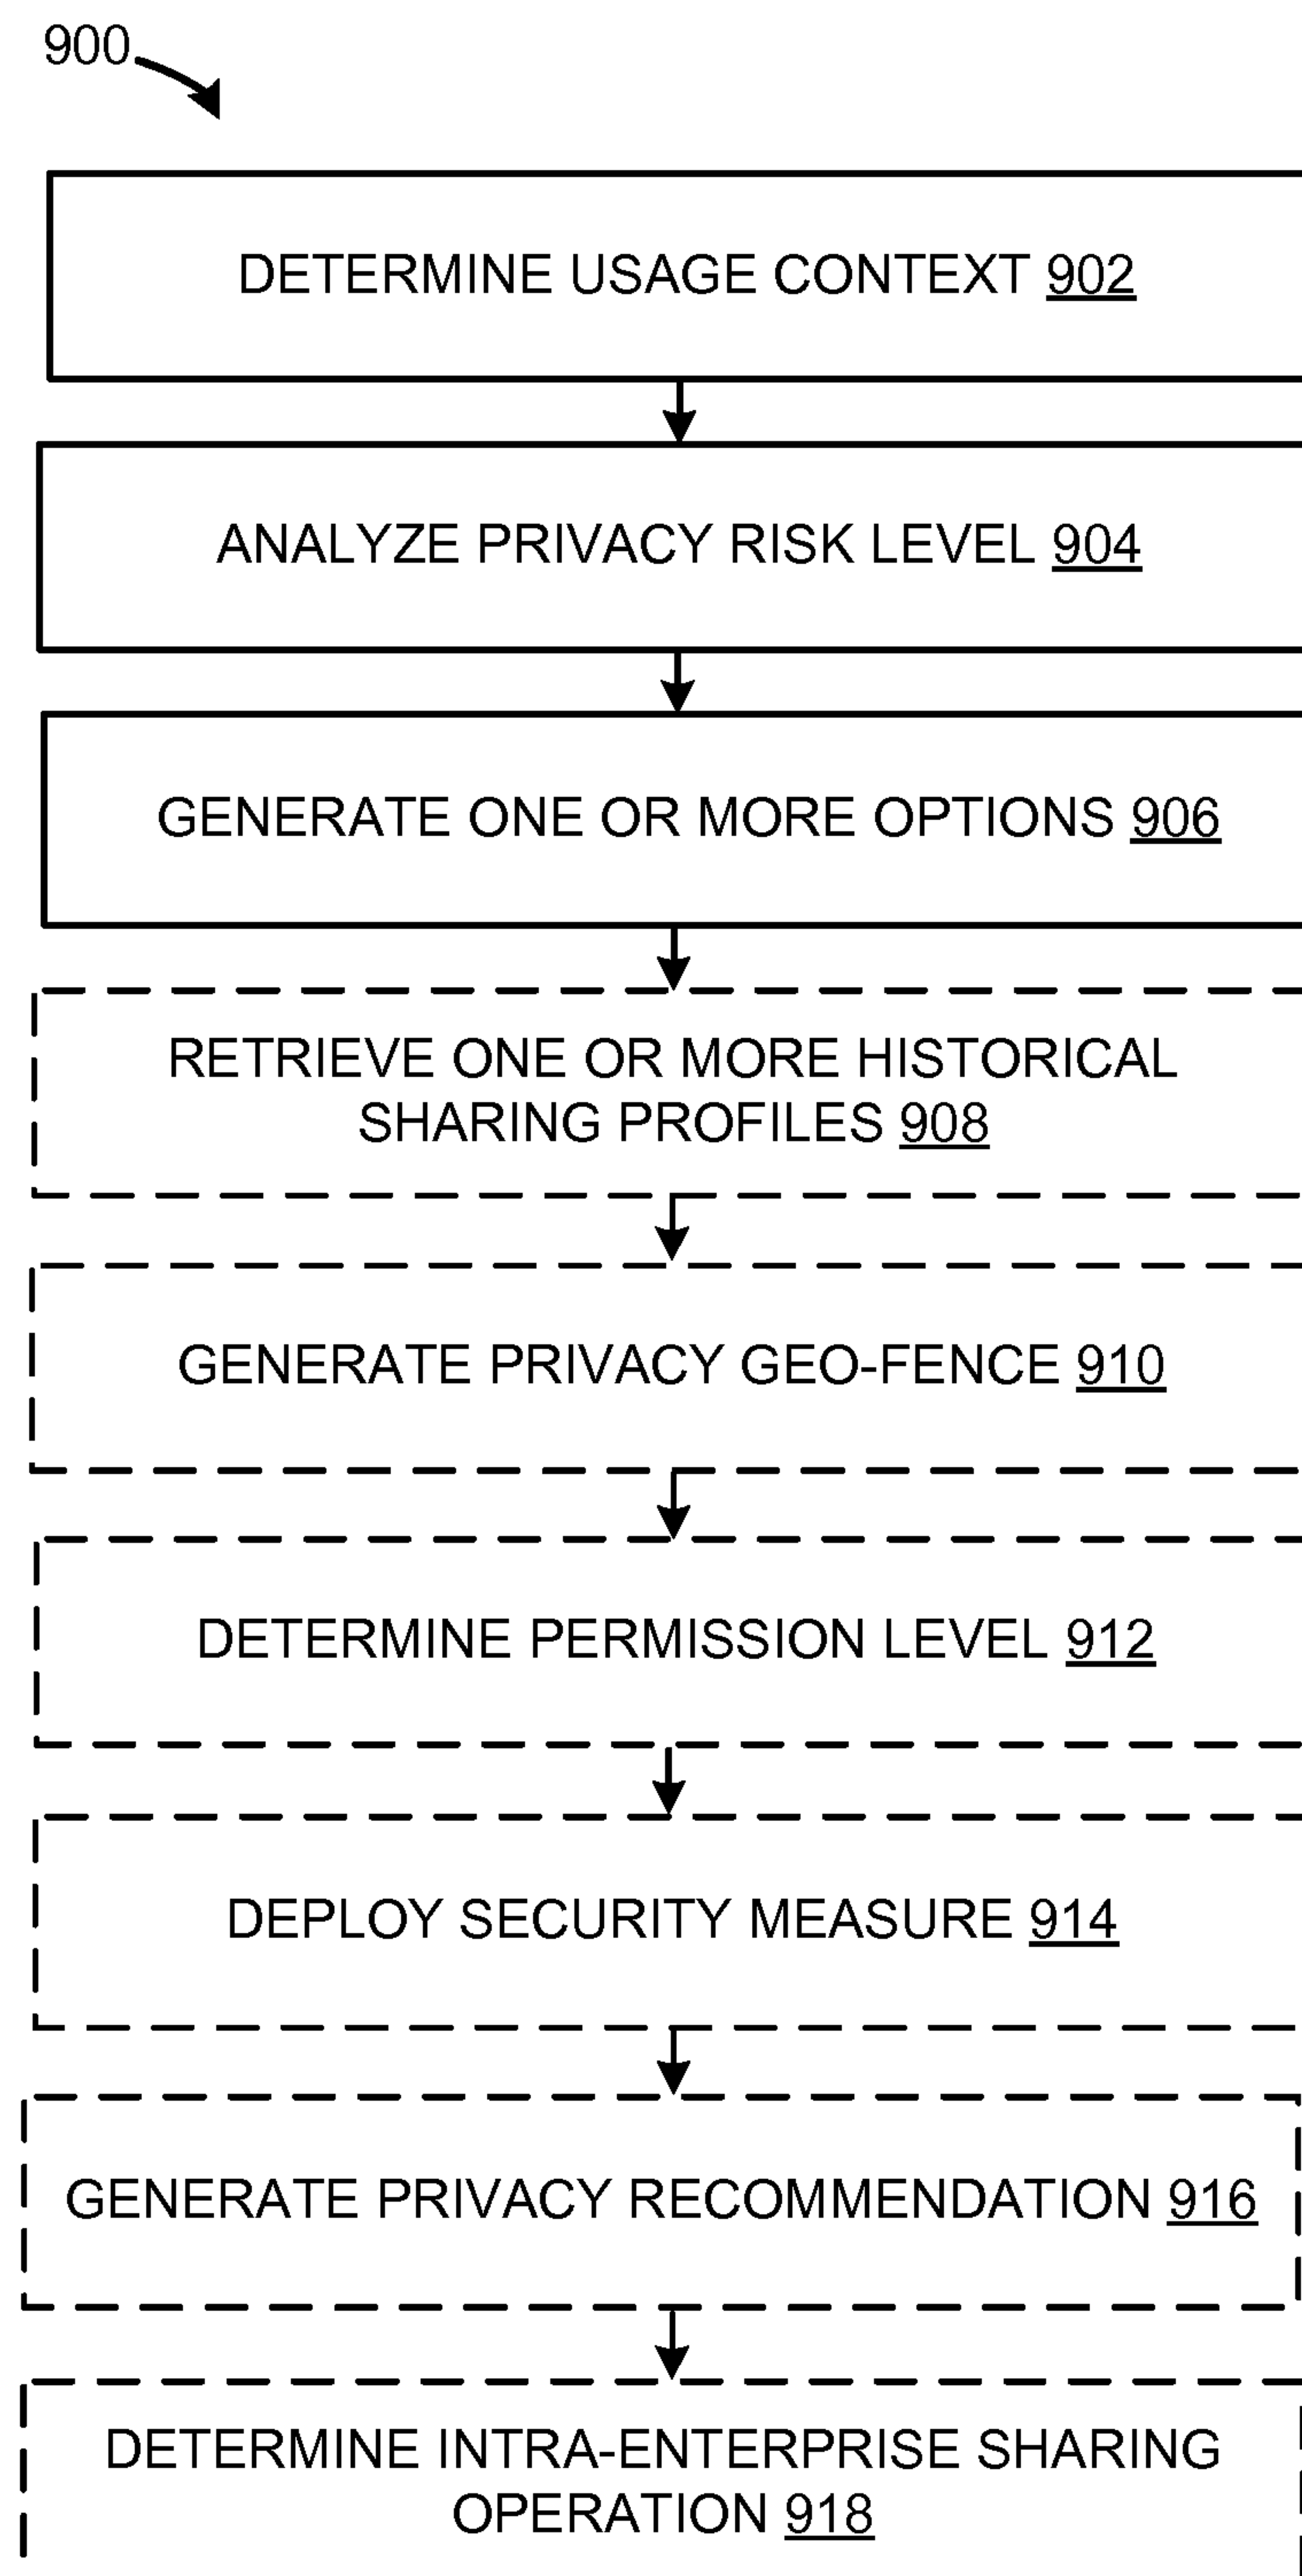 900
DETERMINE USAGE CONTEXT 902
ANALYZE PRIVACY RISK LEVEL 904
GENERATE ONE OR MORE OPTIONS 906
RETRIEVE ONE OR MORE HISTORICAL
SHARING PROFILES 908
GENERATE PRIVACY GEO-FENCE 910
DETERMINE PERMISSION LEVEL 912
DEPLOY SECURITY MEASURE 914
GENERATE PRIVACY RECOMMENDATION 916
DETERMINE INTRA-ENTERPRISE SHARING
OPERATION 918